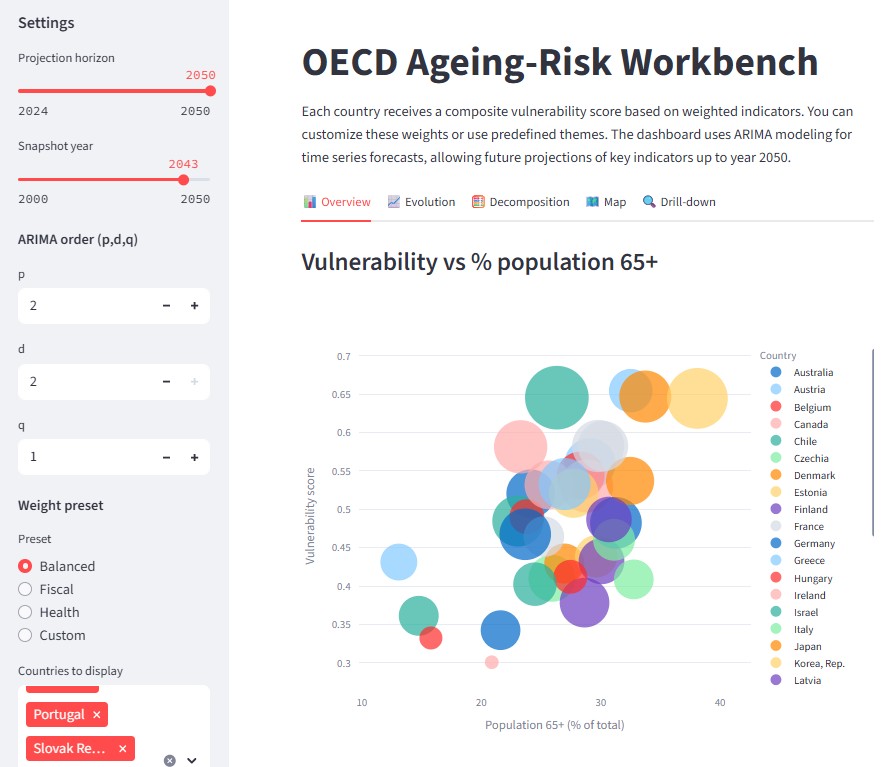 Settings
Projection horizon
2050
2024 2050
Snapshot year
2043
2000 2050
ARIMA order (p,d,q)
p
2 − +
d
2 − +
q
1 − +
Weight preset
Preset
Balanced
Fiscal
Health
Custom
Countries to display
Portugal ×
Slovak Re... ×
OECD Ageing-Risk Workbench
Each country receives a composite vulnerability score based on weighted indicators. You can
customize these weights or use predefined themes. The dashboard uses ARIMA modeling for
time series forecasts, allowing future projections of key indicators up to year 2050.
Overview Evolution Decomposition Map Drill-down
Vulnerability vs % population 65+
Vulnerability score
0.7
0.65
0.6
0.55
0.5
0.45
0.4
0.35
0.3
10 20 30 40
Population 65+ (% of total)
Country
Australia
Austria
Belgium
Canada
Chile
Czechia
Denmark
Estonia
Finland
France
Germany
Greece
Hungary
Ireland
Israel
Italy
Japan
Korea, Rep.
Latvia